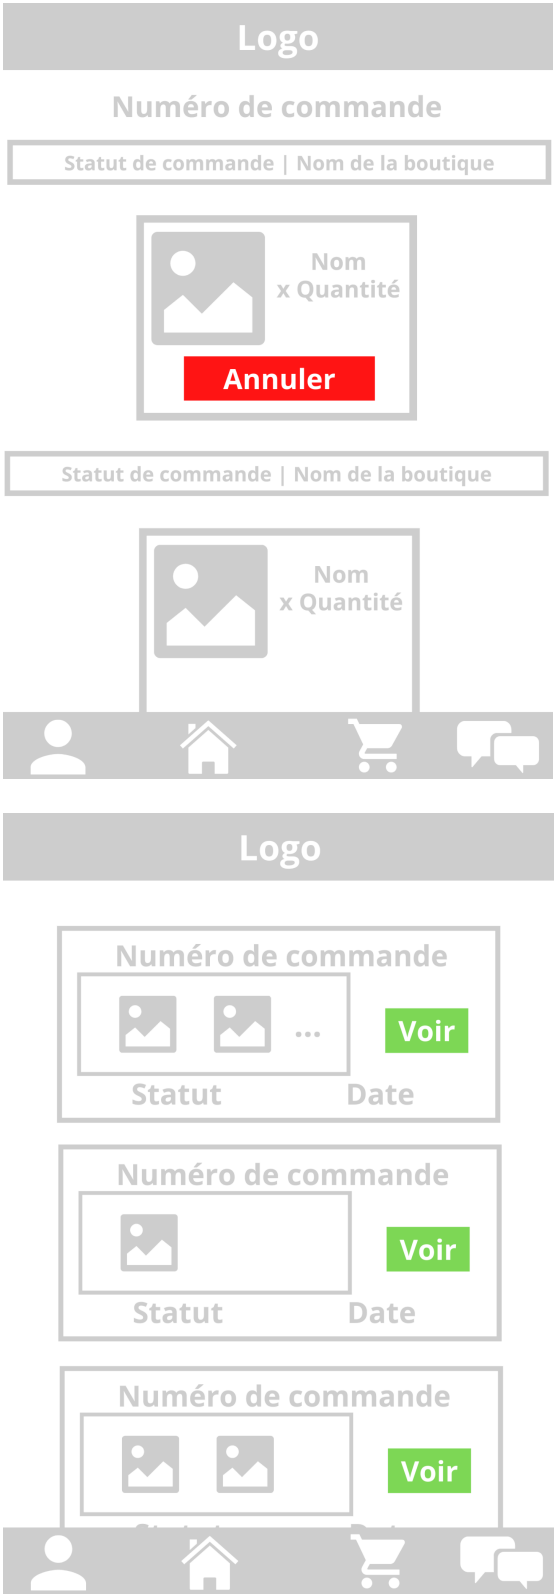 Logo
Numéro de commande
Statut de commande | Nom de la boutique
Nom
x Quantité
Annuler
Statut de commande | Nom de la boutique
Nom
x Quantité
Logo
Numéro de commande
...
Voir
Statut Date
Numéro de commande
Voir
Statut Date
Numéro de commande
Voir